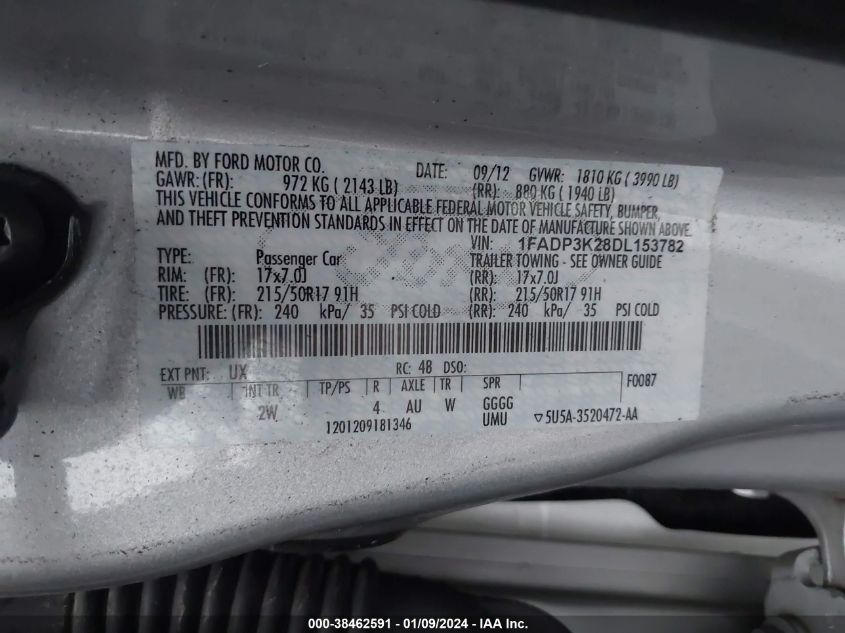 MFD. BY FORD MOTOR CO. DATE: 09/12 GVWR: 1810 KG ( 3990 LB)
GAWR: (FR): 972 KG ( 2143 LB) (RR): 880 KG ( 1940 LB)
THIS VEHICLE CONFORMS TO ALL APPLICABLE FEDERAL MOTOR VEHICLE SAFETY, BUMPER,
AND THEFT PREVENTION STANDARDS IN EFFECT ON THE DATE OF MANUFACTURE SHOWN ABOVE.
VIN: 1FADP3K28DL153782
TYPE: Passenger Car TRAILER TOWING - SEE OWNER GUIDE
RIM: (FR): 17x7.0J (RR): 17x7.0J
TIRE: (FR): 215/50R17 91H (RR): 215/50R17 91H
PRESSURE: (FR): 240 kPa/ 35 PSI COLD (RR): 240 kPa/ 35 PSI COLD
EXT PNT: UX RC: 48 DSO: F0087
WB INT TR TP/PS R AXLE TR SPR
2W 4 AU W GGGG
1201209181346 UMU ▽5U5A-3520472-AA
000-38462591 - 01/09/2024 - IAA Inc.